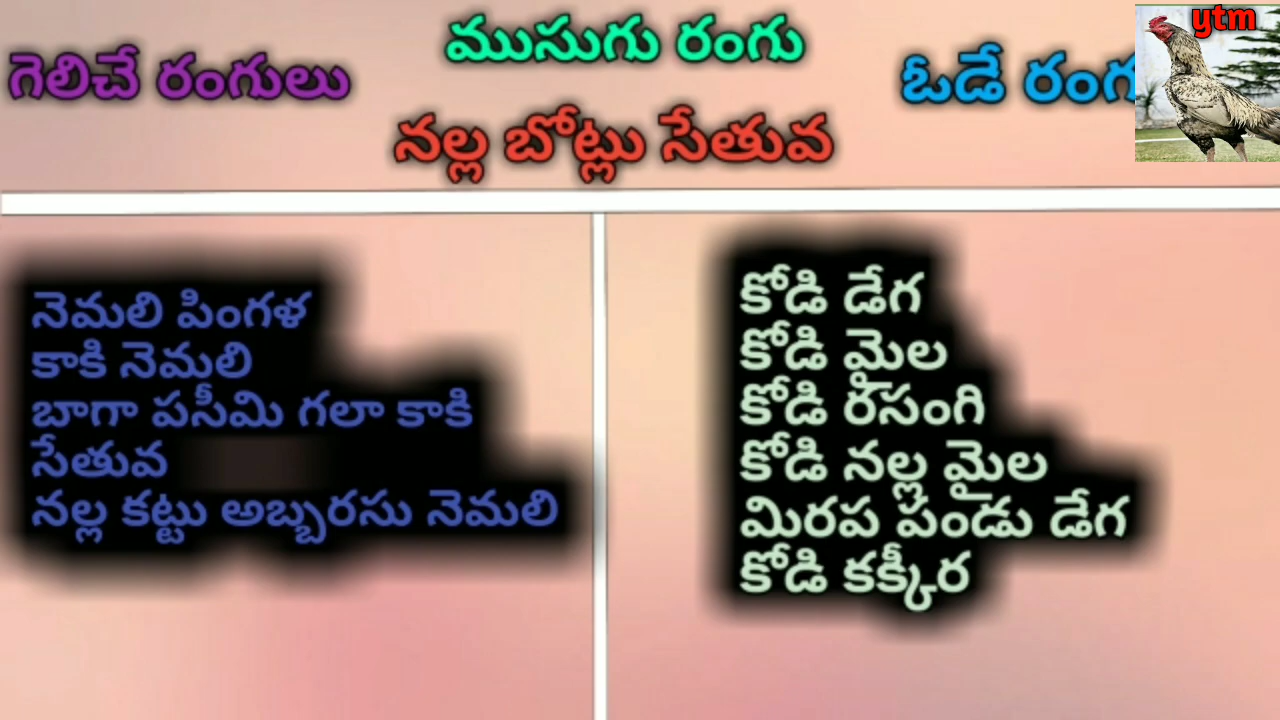 ముసుగు రంగు
గెలిచే రంగులు
ఓడే
నల్ల బోట్లు సేతువ
ytm
నెమలి పింగళ
కాకి నెమలి
బాగా పసీమి గలా కాకి
సేతువ
నల్ల కట్టు అబ్బరసు నెమలి
కోడి డేగ
కోడి మైల
కోడి రసంగి
కోడి నల్ల మైల
మిరప పండు డేగ
కోడి కక్కీర